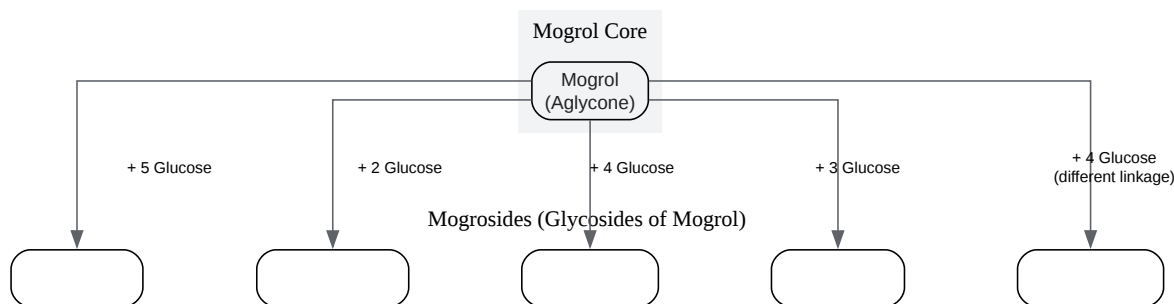 Mogrol Core
Mogrol
(Aglycone)
+ 5 Glucose
+ 2 Glucose
+ 4 Glucose
+ 3 Glucose
+ 4 Glucose
(different linkage)
Mogrosides (Glycosides of Mogrol)